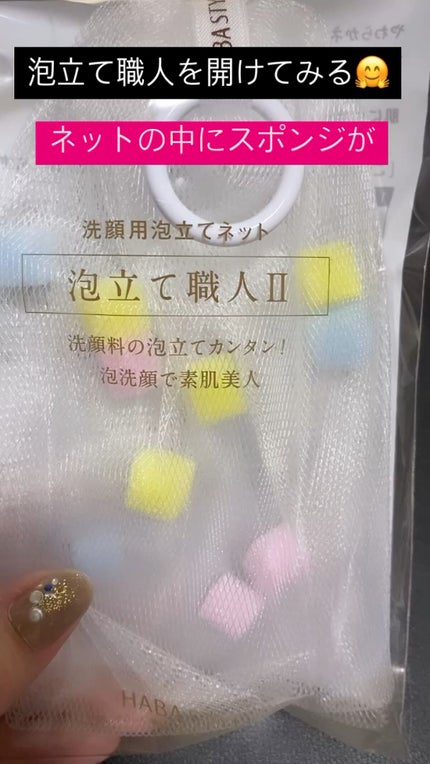 泡立て職人を開けてみる🤗
ネットの中にスポンジが
洗顔用泡立てネット
泡立て職人Ⅱ
洗顔料の泡立てカンタン!
泡洗顔で素肌美人
HABA